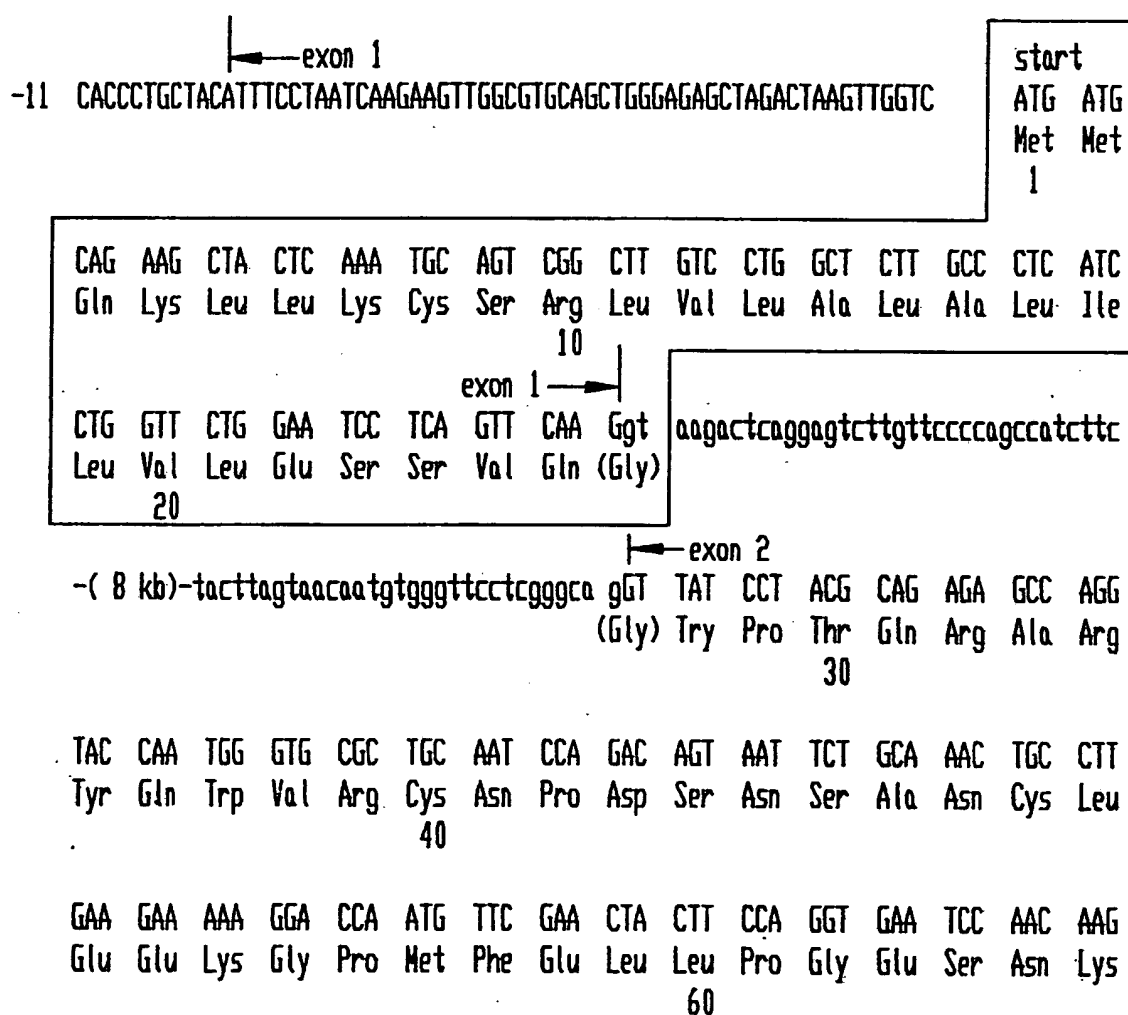 exon 1
start
-11 CACCCTGCTACATTTCCTAATCAAGAAGTTGGCGTGCAGCTGGGAGAGCTAGACTAAGTTGGTC ATG ATG
Met Met
1
CAG AAG CTA CTC AAA TGC AGT CGG CTT GTC CTG GCT CTT GCC CTC ATC
Gln Lys Leu Leu Lys Cys Ser Arg Leu Val Leu Ala Leu Ala Leu Ile
10
exon 1
CTG GTT CTG GAA TCC TCA GTT CAA Ggt aagactcaggagtcttgttccccagccatcttc
Leu Val Leu Glu Ser Ser Val Gln (Gly)
20
exon 2
-( 8 kb)-tacttagtaacaatgtgggttcctcgggca gGT TAT CCT ACG CAG AGA GCC AGG
(Gly) Try Pro Thr Gln Arg Ala Arg
30
TAC CAA TGG GTG CGC TGC AAT CCA GAC AGT AAT TCT GCA AAC TGC CTT
Tyr Gln Trp Val Arg Cys Asn Pro Asp Ser Asn Ser Ala Asn Cys Leu
40
GAA GAA AAA GGA CCA ATG TTC GAA CTA CTT CCA GGT GAA TCC AAC AAG
Glu Glu Lys Gly Pro Met Phe Glu Leu Leu Pro Gly Glu Ser Asn Lys
60